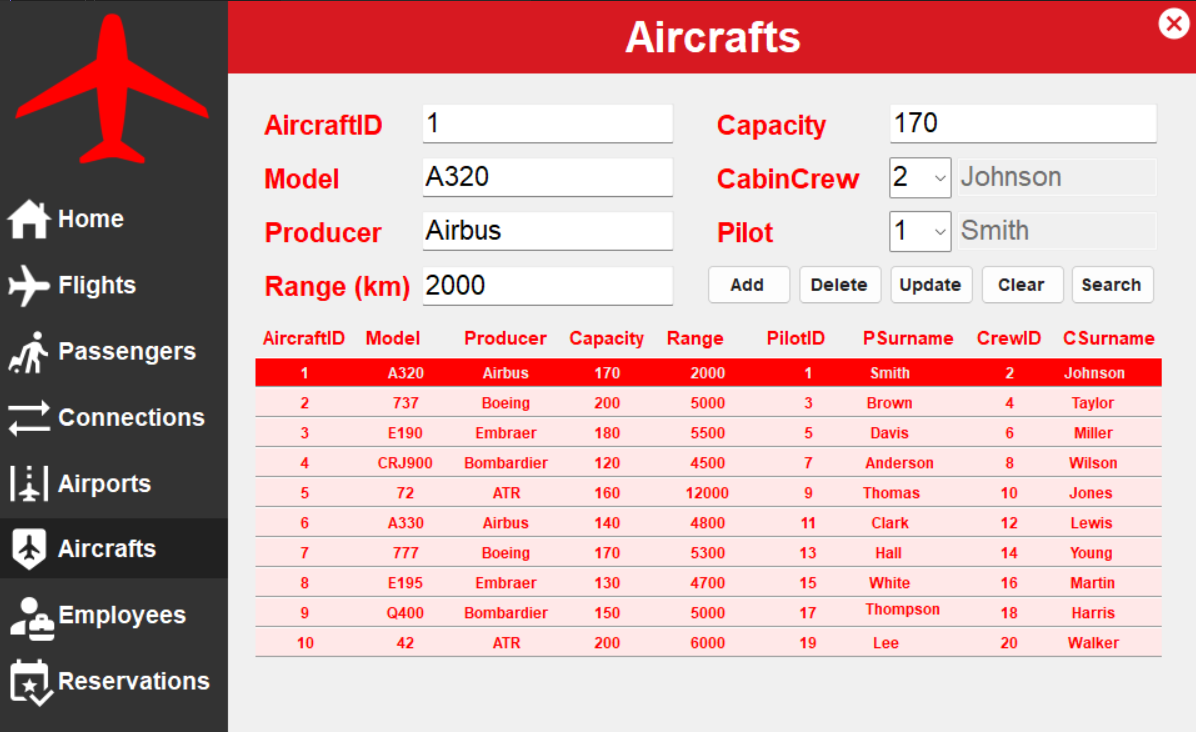 Aircrafts
Home
Flights
Passengers
Connections
Airports
Aircrafts
Employees
Reservations
AircraftID 1 Capacity 170
Model A320 CabinCrew 2 Johnson
Producer Airbus Pilot 1 Smith
Range (km) 2000 Add Delete Update Clear Search
AircraftID Model Producer Capacity Range PilotID PSurname CrewID CSurname
1 A320 Airbus 170 2000 1 Smith 2 Johnson
2 737 Boeing 200 5000 3 Brown 4 Taylor
3 E190 Embraer 180 5500 5 Davis 6 Miller
4 CRJ900 Bombardier 120 4500 7 Anderson 8 Wilson
5 72 ATR 160 12000 9 Thomas 10 Jones
6 A330 Airbus 140 4800 11 Clark 12 Lewis
7 777 Boeing 170 5300 13 Hall 14 Young
8 E195 Embraer 130 4700 15 White 16 Martin
9 Q400 Bombardier 150 5000 17 Thompson 18 Harris
10 42 ATR 200 6000 19 Lee 20 Walker